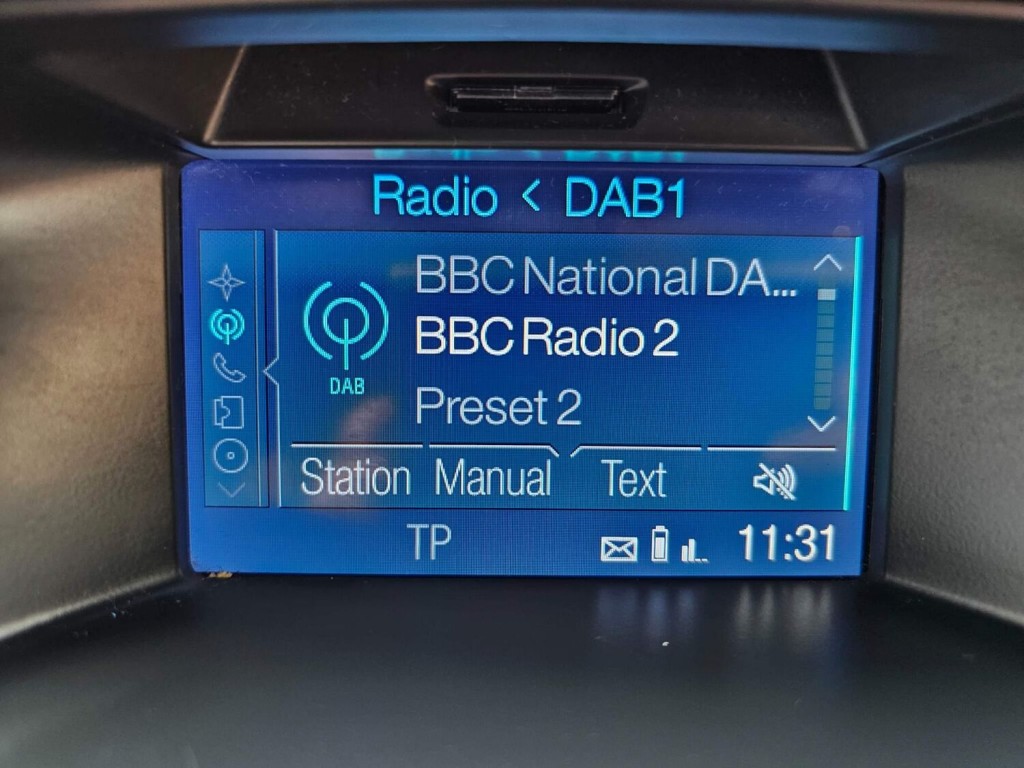 Radio < DAB1
BBC National DA...
BBC Radio 2
DAB
Preset 2
Station Manual Text
TP 11:31